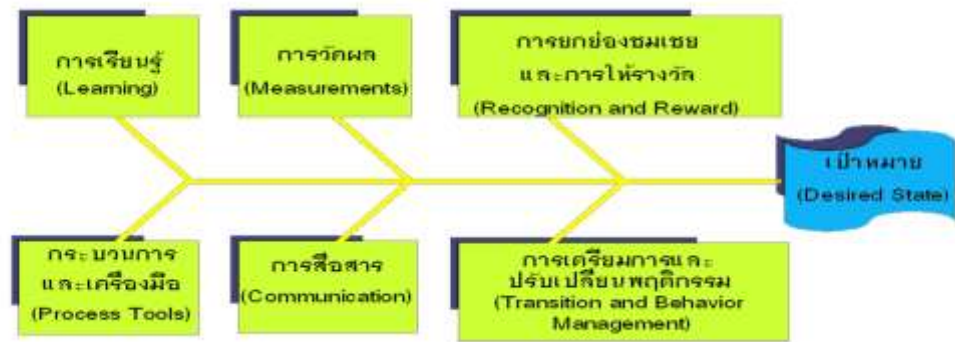 การเรียนรู้
(Learning)
การวัดผล
(Measurements)
การยกย่องชมเชย
และการให้รางวัล
(Recognition and Reward)
เป้าหมาย
(Desired State)
กระบวนการ
และเครื่องมือ
(Process Tools)
การสื่อสาร
(Communication)
การเตรียมการและ
ปรับเปลี่ยนพฤติกรรม
(Transition and Behavior
Management)